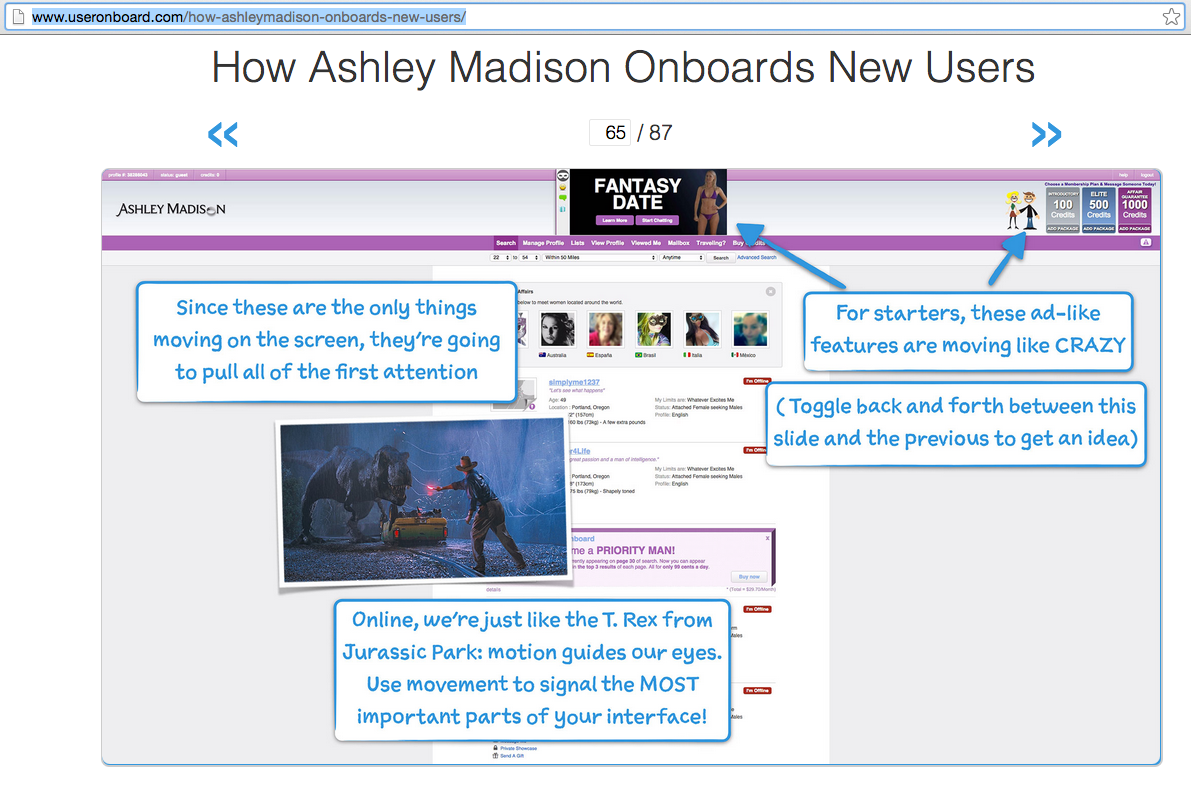 www.useronboard.com/how-ashleymadison-onboards-new-users/
How Ashley Madison Onboards New Users
«
65 / 87
»
profile #: status: guest credits: 0
help logout
FANTASY
DATE
Learn More Start Chatting
Choose a Membership Plan & Message Someone Today!
INTRODUCTORY
100
Credits
ADD PACKAGE
ELITE
500
Credits
ADD PACKAGE
AFFAIR
GUARANTEE
1000
Credits
ADD PACKAGE
ASHLEY MADISON
Search Manage Profile Lists View Profile Viewed Me Mailbox Traveling? Buy
22 to 54 Within 50 Miles Anytime Search Advanced Search
Since these are the only things
moving on the screen, they're going
to pull all of the first attention
For starters, these ad-like
features are moving like CRAZY
( Toggle back and forth between this
slide and the previous to get an idea)
Affairs
below to meet women located around the world.
Australia España Brasil Italia México
simplyme1237
"Let's see what happens"
Age: 49
Location : Portland, Oregon
2" (157cm)
60 lbs (73kg) - A few extra pounds
My Limits are: Whatever Excites Me
Status: Attached Female seeking Males
Profile: English
I'm Offline
r4Life
great passion and a man of intelligence."
Portland, Oregon
8" (173cm)
75 lbs (79kg) - Shapely toned
My Limits are: Whatever Excites Me
Status: Attached Female seeking Males
Profile: English
I'm Offline
board
me a PRIORITY MAN!
x
ntly appearing on page 30 of search. Now you can appear
n the top 3 results of each page. All for only 99 cents a day.
Buy now
details
* (Total = $29.70/Month)
I'm Offline
Males
Online, we're just like the T. Rex from
Jurassic Park: motion guides our eyes.
Use movement to signal the MOST
important parts of your interface!
I'm Offline
Males
Private Showcase
Send A Gift